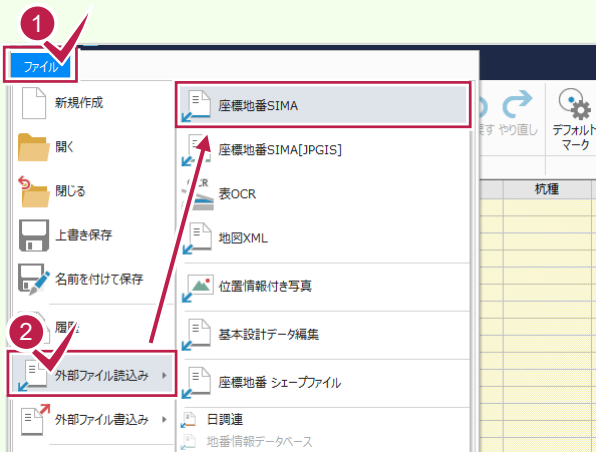 1
ファイル
新規作成
開く
閉じる
上書き保存
名前を付けて保存
2
外部ファイル読込み
外部ファイル書込み
座標地番SIMA
座標地番SIMA[JPGIS]
表OCR
地図XML
位置情報付き写真
基本設計データ編集
座標地番 シェープファイル
日調連
地番情報データベース
やり直し
デフォルト
マーク
杭種